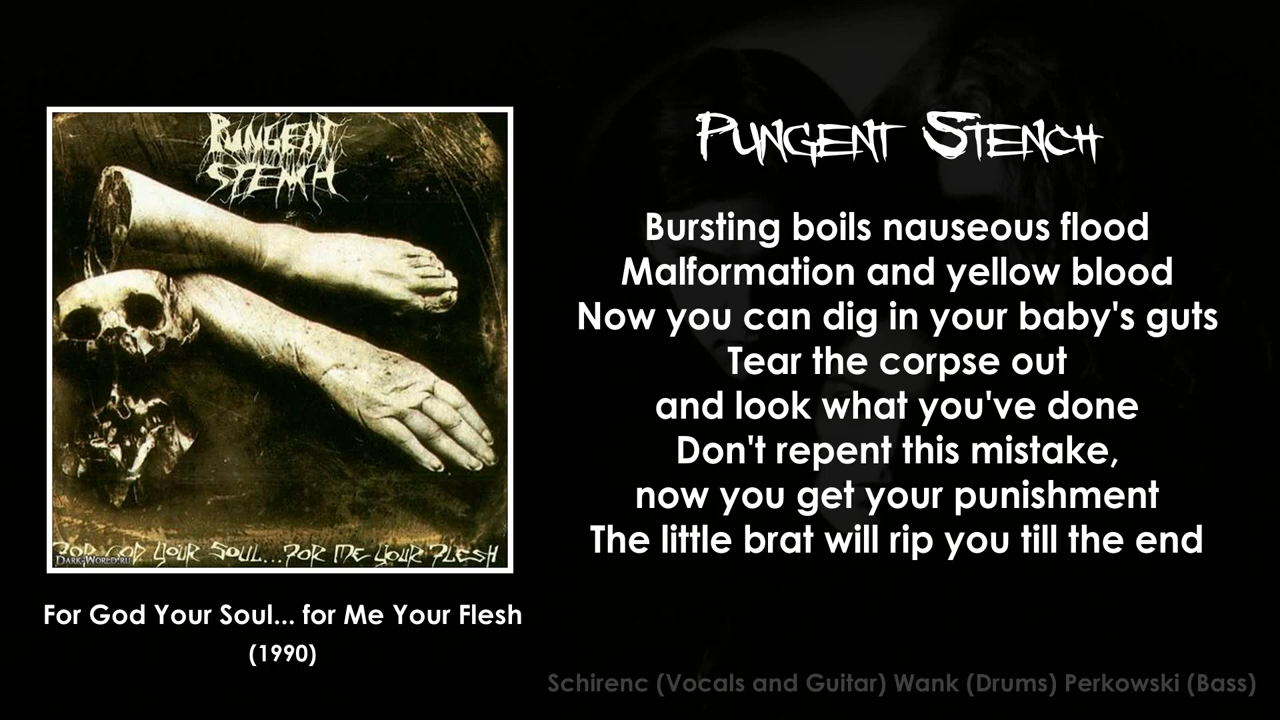 PUNGENT
STENCH
FOR GOD YOUR SOUL...FOR ME YOUR FLESH
DARK-WORLD.RU
For God Your Soul... for Me Your Flesh
(1990)
PUNGENT STENCH
Bursting boils nauseous flood
Malformation and yellow blood
Now you can dig in your baby's guts
Tear the corpse out
and look what you've done
Don't repent this mistake,
now you get your punishment
The little brat will rip you till the end
Schirenc (Vocals and Guitar) Wank (Drums) Perkowski (Bass)